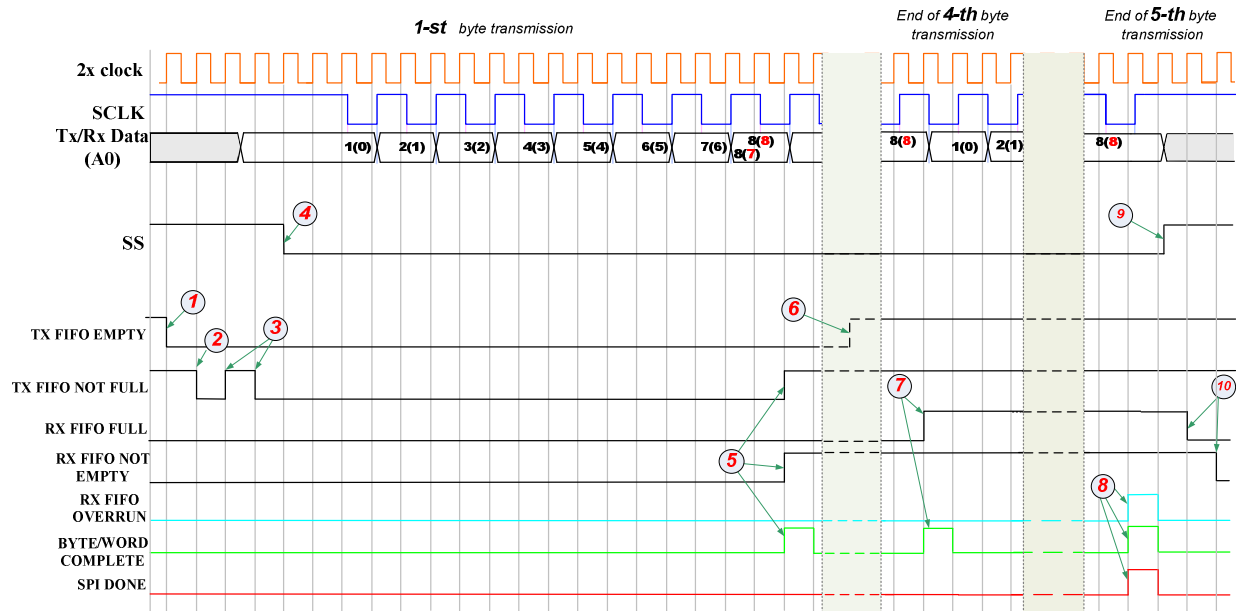 1-st byte transmission
End of 4-th byte
transmission
End of 5-th byte
transmission
2x clock
SCLK
Tx/Rx Data
(A0)
1(0)
2(1)
3(2)
4(3)
5(4)
6(5)
7(6)
8(8)
8(7)
8(8)
1(0)
2(1)
8(8)
4
9
SS
1
2
3
6
TX FIFO EMPTY
TX FIFO NOT FULL
7
10
RX FIFO FULL
5
RX FIFO NOT
EMPTY
8
RX FIFO
OVERRUN
BYTE/WORD
COMPLETE
SPI DONE